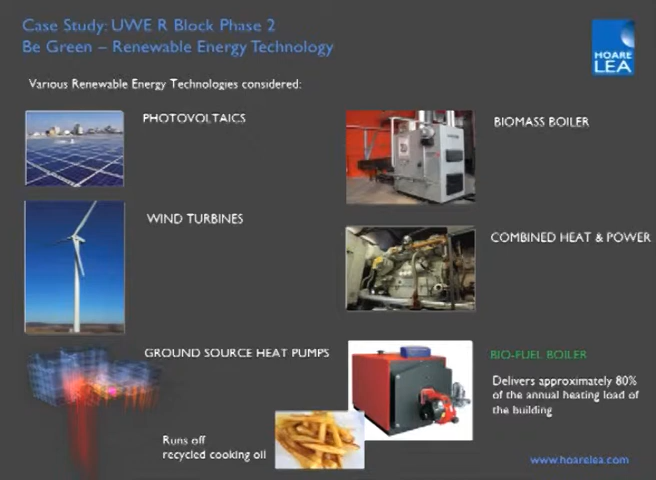 Case Study: UWE R Block Phase 2
Be Green – Renewable Energy Technology
HOARE
LEA
Various Renewable Energy Technologies considered:
PHOTOVOLTAICS
BIOMASS BOILER
WIND TURBINES
COMBINED HEAT & POWER
GROUND SOURCE HEAT PUMPS
BIO-FUEL BOILER
Delivers approximately 80%
of the annual heating load of
the building
Runs off
recycled cooking oil
www.hoarelea.com